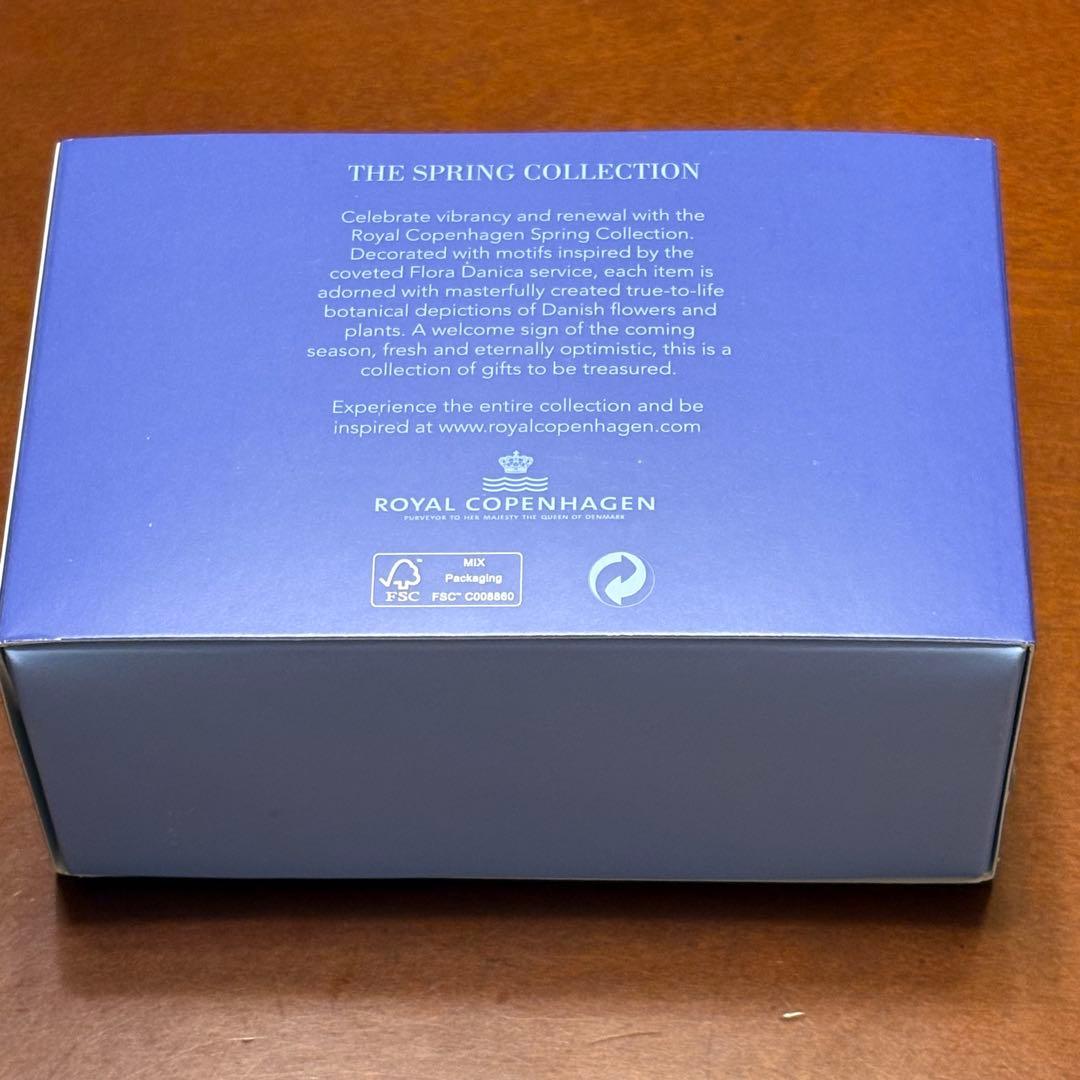 THE SPRING COLLECTION
Celebrate vibrancy and renewal with the
Royal Copenhagen Spring Collection.
Decorated with motifs inspired by the
coveted Flora Danica service, each item is
adorned with masterfully created true-to-life
botanical depictions of Danish flowers and
plants. A welcome sign of the coming
season, fresh and eternally optimistic, this is a
collection of gifts to be treasured.
Experience the entire collection and be
inspired at www.royalcopenhagen.com
ROYAL COPENHAGEN
PURVEYOR TO HER MAJESTY THE QUEEN OF DENMARK
MIX
Packaging
FSC FSC™ C008860